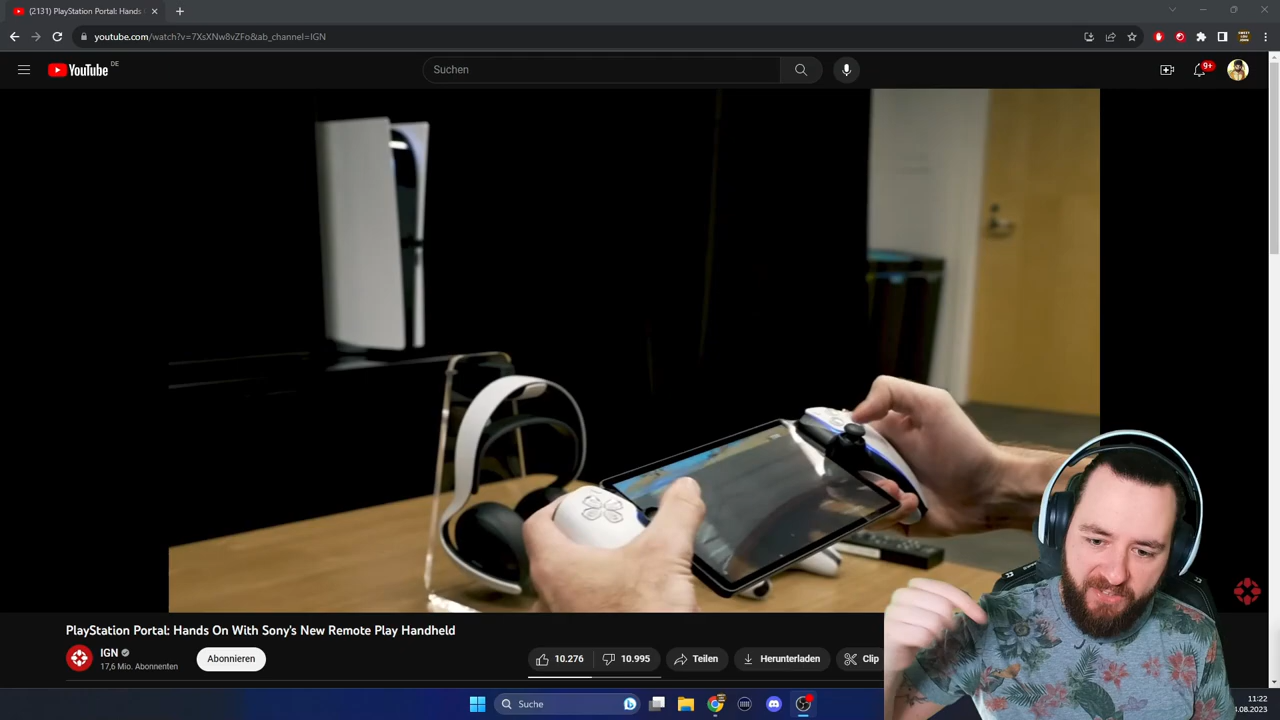 (2131) PlayStation Portal: Hands
youtube.com/watch?v=7XsXNw8vZFo&ab_channel=IGN
YouTube DE
Suchen
9+
PlayStation Portal: Hands On With Sony's New Remote Play Handheld
IGN
17,6 Mio. Abonnenten
Abonnieren
10.276
10.995
Teilen
Herunterladen
Clip
Suche
11:22
.08.2023